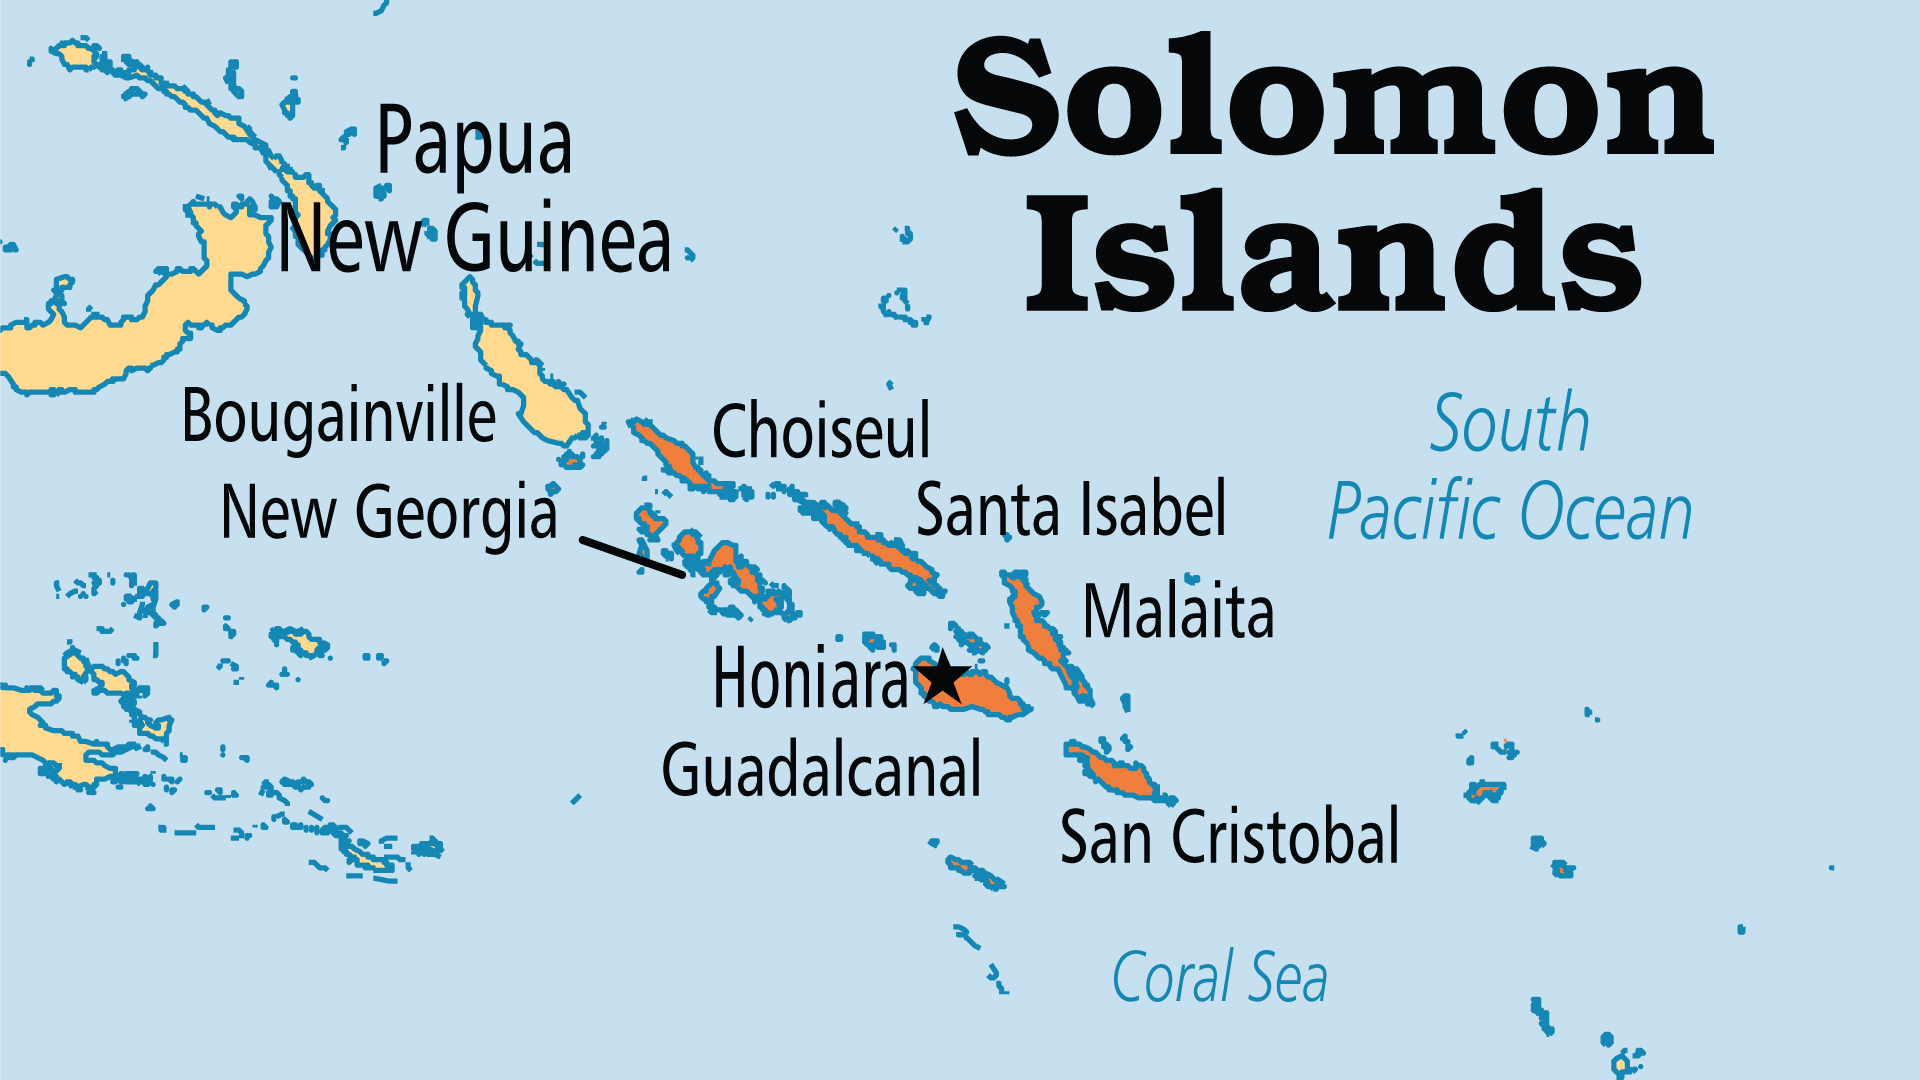 Solomon
Islands
Papua
New Guinea
Bougainville
Choiseul
South
Pacific Ocean
New Georgia
Santa Isabel
Malaita
Honiara
Guadalcanal
San Cristobal
Coral Sea